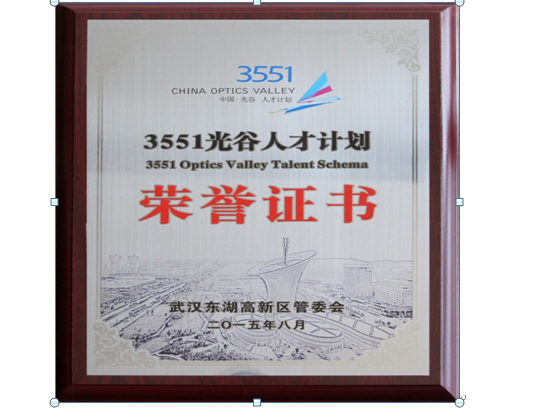 3551
CHINA OPTICS VALLEY
中国·光谷 人才计划
3551光谷人才计划
3551 Optics Valley Talent Schema
荣誉证书
武汉东湖高新区管委会
二〇一五年八月